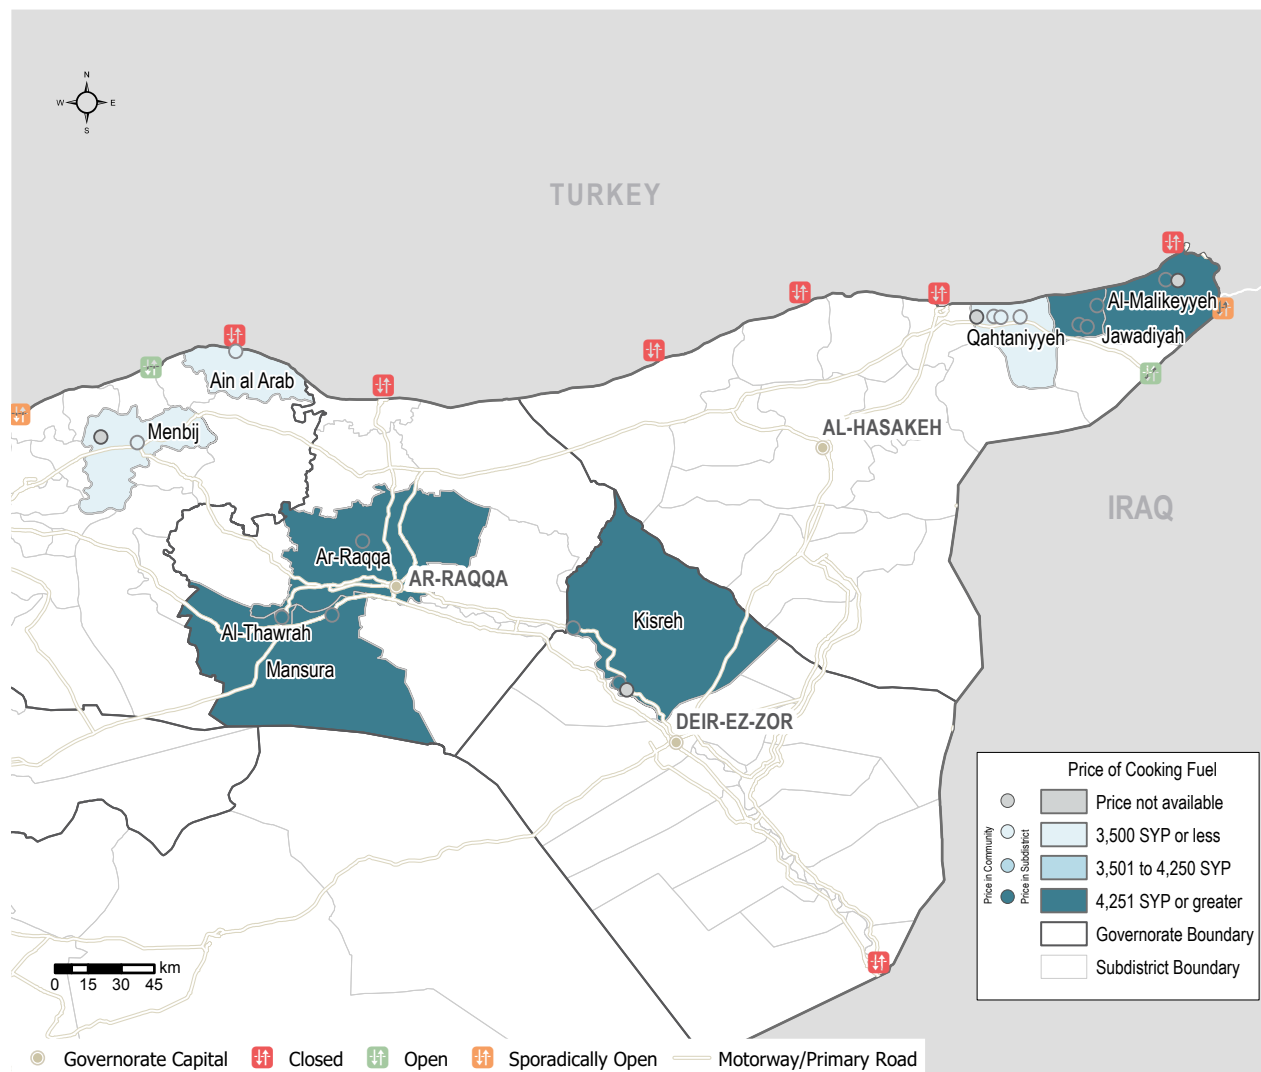 N
W E
S
TURKEY
Al-Malikeyyeh
Qahtaniyyeh
Jawadiyah
Ain al Arab
Menbij
AL-HASAKEH
IRAQ
Ar-Raqqa
AR-RAQQA
Kisreh
Al-Thawrah
Mansura
DEIR-EZ-ZOR
Price of Cooking Fuel
Price in Community
Price in Subdistrict
Price not available
3,500 SYP or less
3,501 to 4,250 SYP
4,251 SYP or greater
Governorate Boundary
Subdistrict Boundary
km
0 15 30 45
Governorate Capital Closed Open Sporadically Open Motorway/Primary Road